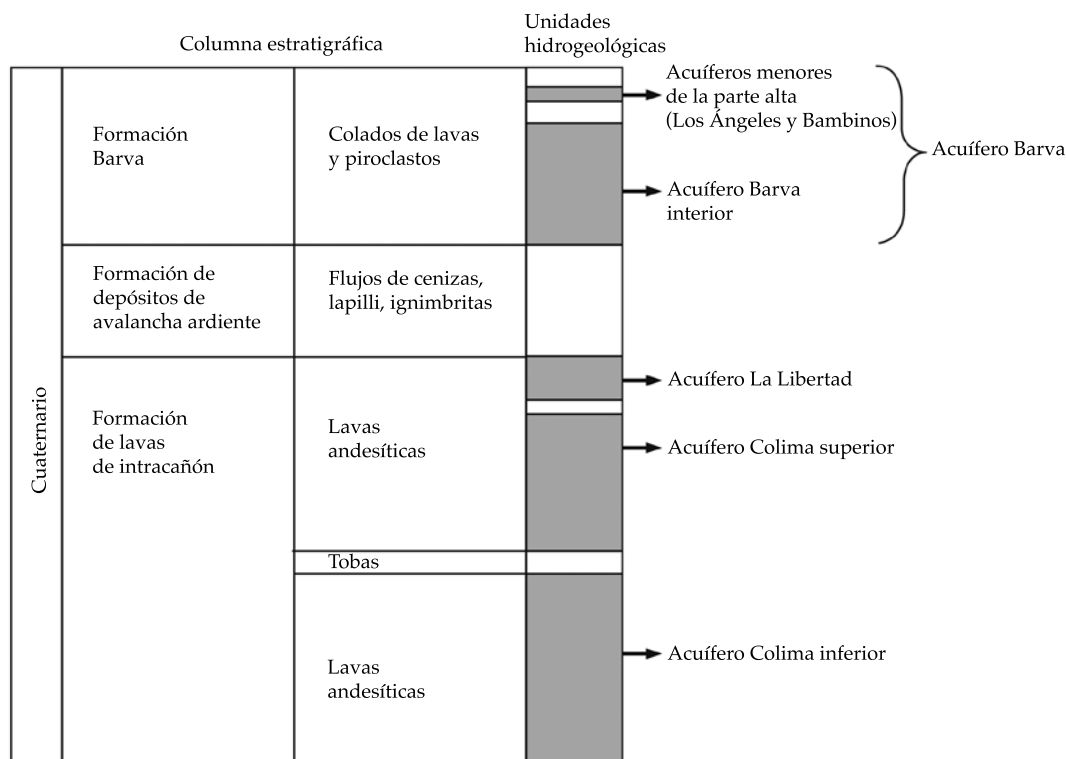 Columna estratigráfica
Unidades
hidrogeológicas
Cuaternario
Formación
Barva
Colados de lavas
y piroclastos
Acuíferos menores
de la parte alta
(Los Ángeles y Bambinos)
Acuífero Barva
interior
Acuífero Barva
Formación de
depósitos de
avalancha ardiente
Flujos de cenizas,
lapilli, ignimbritas
Formación
de lavas
de intracañón
Lavas
andesíticas
Acuífero La Libertad
Acuífero Colima superior
Tobas
Lavas
andesíticas
Acuífero Colima inferior